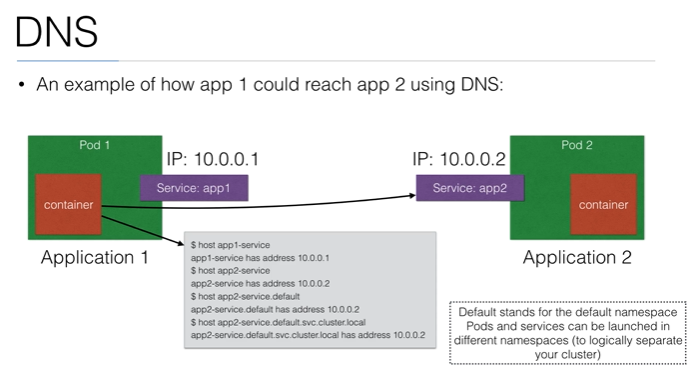 DNS
• An example of how app 1 could reach app 2 using DNS:
Pod 1
IP: 10.0.0.1
Service: app1
container
Application 1
IP: 10.0.0.2
Pod 2
Service: app2
container
Application 2
$ host app1-service
app1-service has address 10.0.0.1
$ host app2-service
app2-service has address 10.0.0.2
$ host app2-service.default
app2-service.default has address 10.0.0.2
$ host app2-service.default.svc.cluster.local
app2-service.default.svc.cluster.local has address 10.0.0.2
Default stands for the default namespace
Pods and services can be launched in
different namespaces (to logically separate
your cluster)